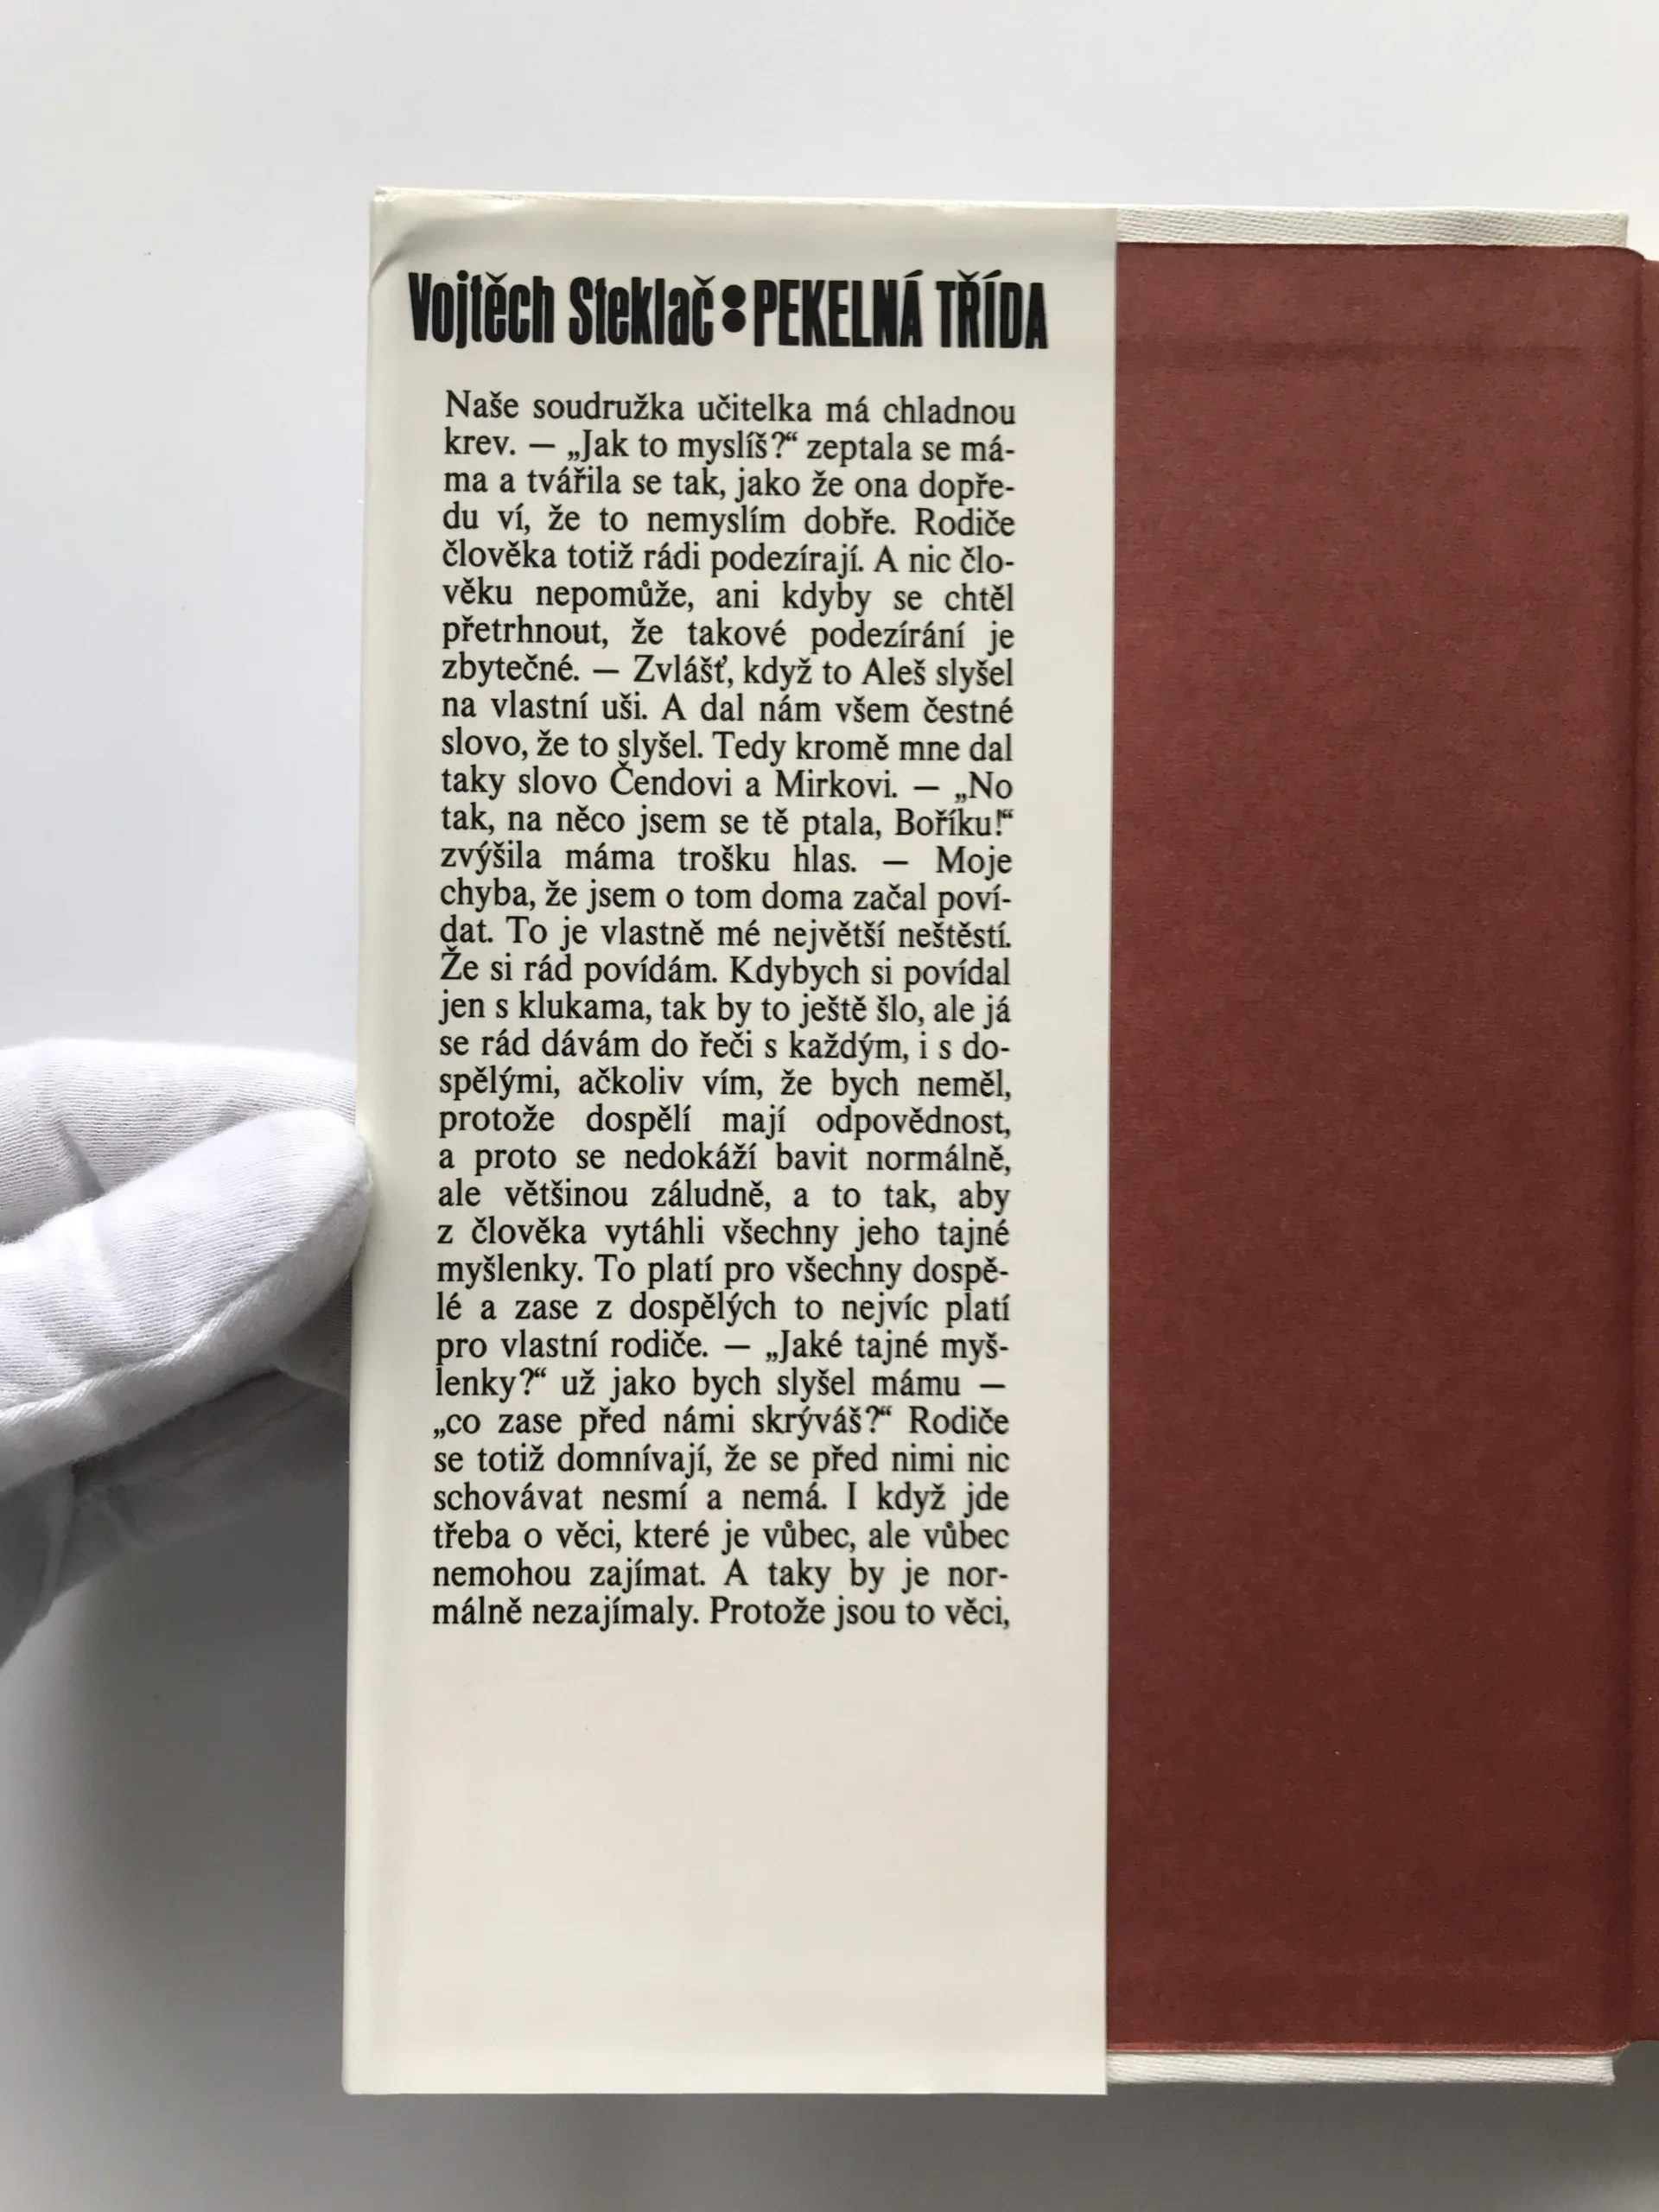 Vojtěch Steklač: PEKELNÁ TŘÍDA
Naše soudružka učitelka má chladnou
krev. — „Jak to myslíš?“ zeptala se má-
ma a tvářila se tak, jako že ona dopře-
du ví, že to nemyslím dobře. Rodiče
člověka totiž rádi podezírají. A nic člo-
věku nepomůže, ani kdyby se chtěl
přetrhnout, že takové podezírání je
zbytečné. — Zvlášť, když to Aleš slyšel
na vlastní uši. A dal nám všem čestné
slovo, že to slyšel. Tedy kromě mne dal
taky slovo Čendovi a Mirkovi. — „No
tak, na něco jsem se tě ptala, Boříku!“
zvýšila máma trošku hlas. — Moje
chyba, že jsem o tom doma začal poví-
dat. To je vlastně mé největší neštěstí.
Že si rád povídám. Kdybych si povídal
jen s klukama, tak by to ještě šlo, ale já
se rád dávám do řeči s každým, i s do-
spělými, ačkoliv vím, že bych neměl,
protože dospělí mají odpovědnost,
a proto se nedokáží bavit normálně,
ale většinou záludně, a to tak, aby
z člověka vytáhli všechny jeho tajné
myšlenky. To platí pro všechny dospě-
lé a zase z dospělých to nejvíc platí
pro vlastní rodiče. — „Jaké tajné myš-
lenky?“ už jako bych slyšel mámu —
„co zase před námi skrýváš?“ Rodiče
se totiž domnívají, že se před nimi nic
schovávat nesmí a nemá. I když jde
třeba o věci, které je vůbec, ale vůbec
nemohou zajímat. A taky by je nor-
málně nezajímaly. Protože jsou to věci,